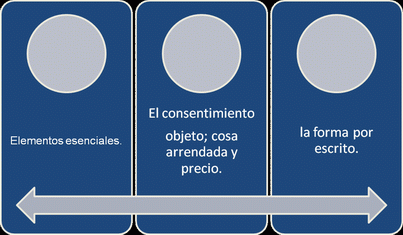 Elementos esenciales.
El consentimiento
objeto; cosa
arrendada y
precio.
la forma por
escrito.